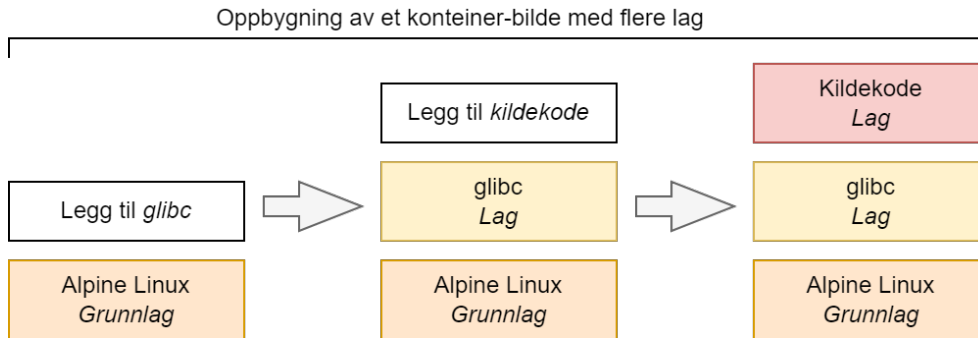 Oppbygning av et konteiner-bilde med flere lag
Legg til glibc
Alpine Linux
Grunnlag
Legg til kildekode
glibc
Lag
Alpine Linux
Grunnlag
Kildekode
Lag
glibc
Lag
Alpine Linux
Grunnlag